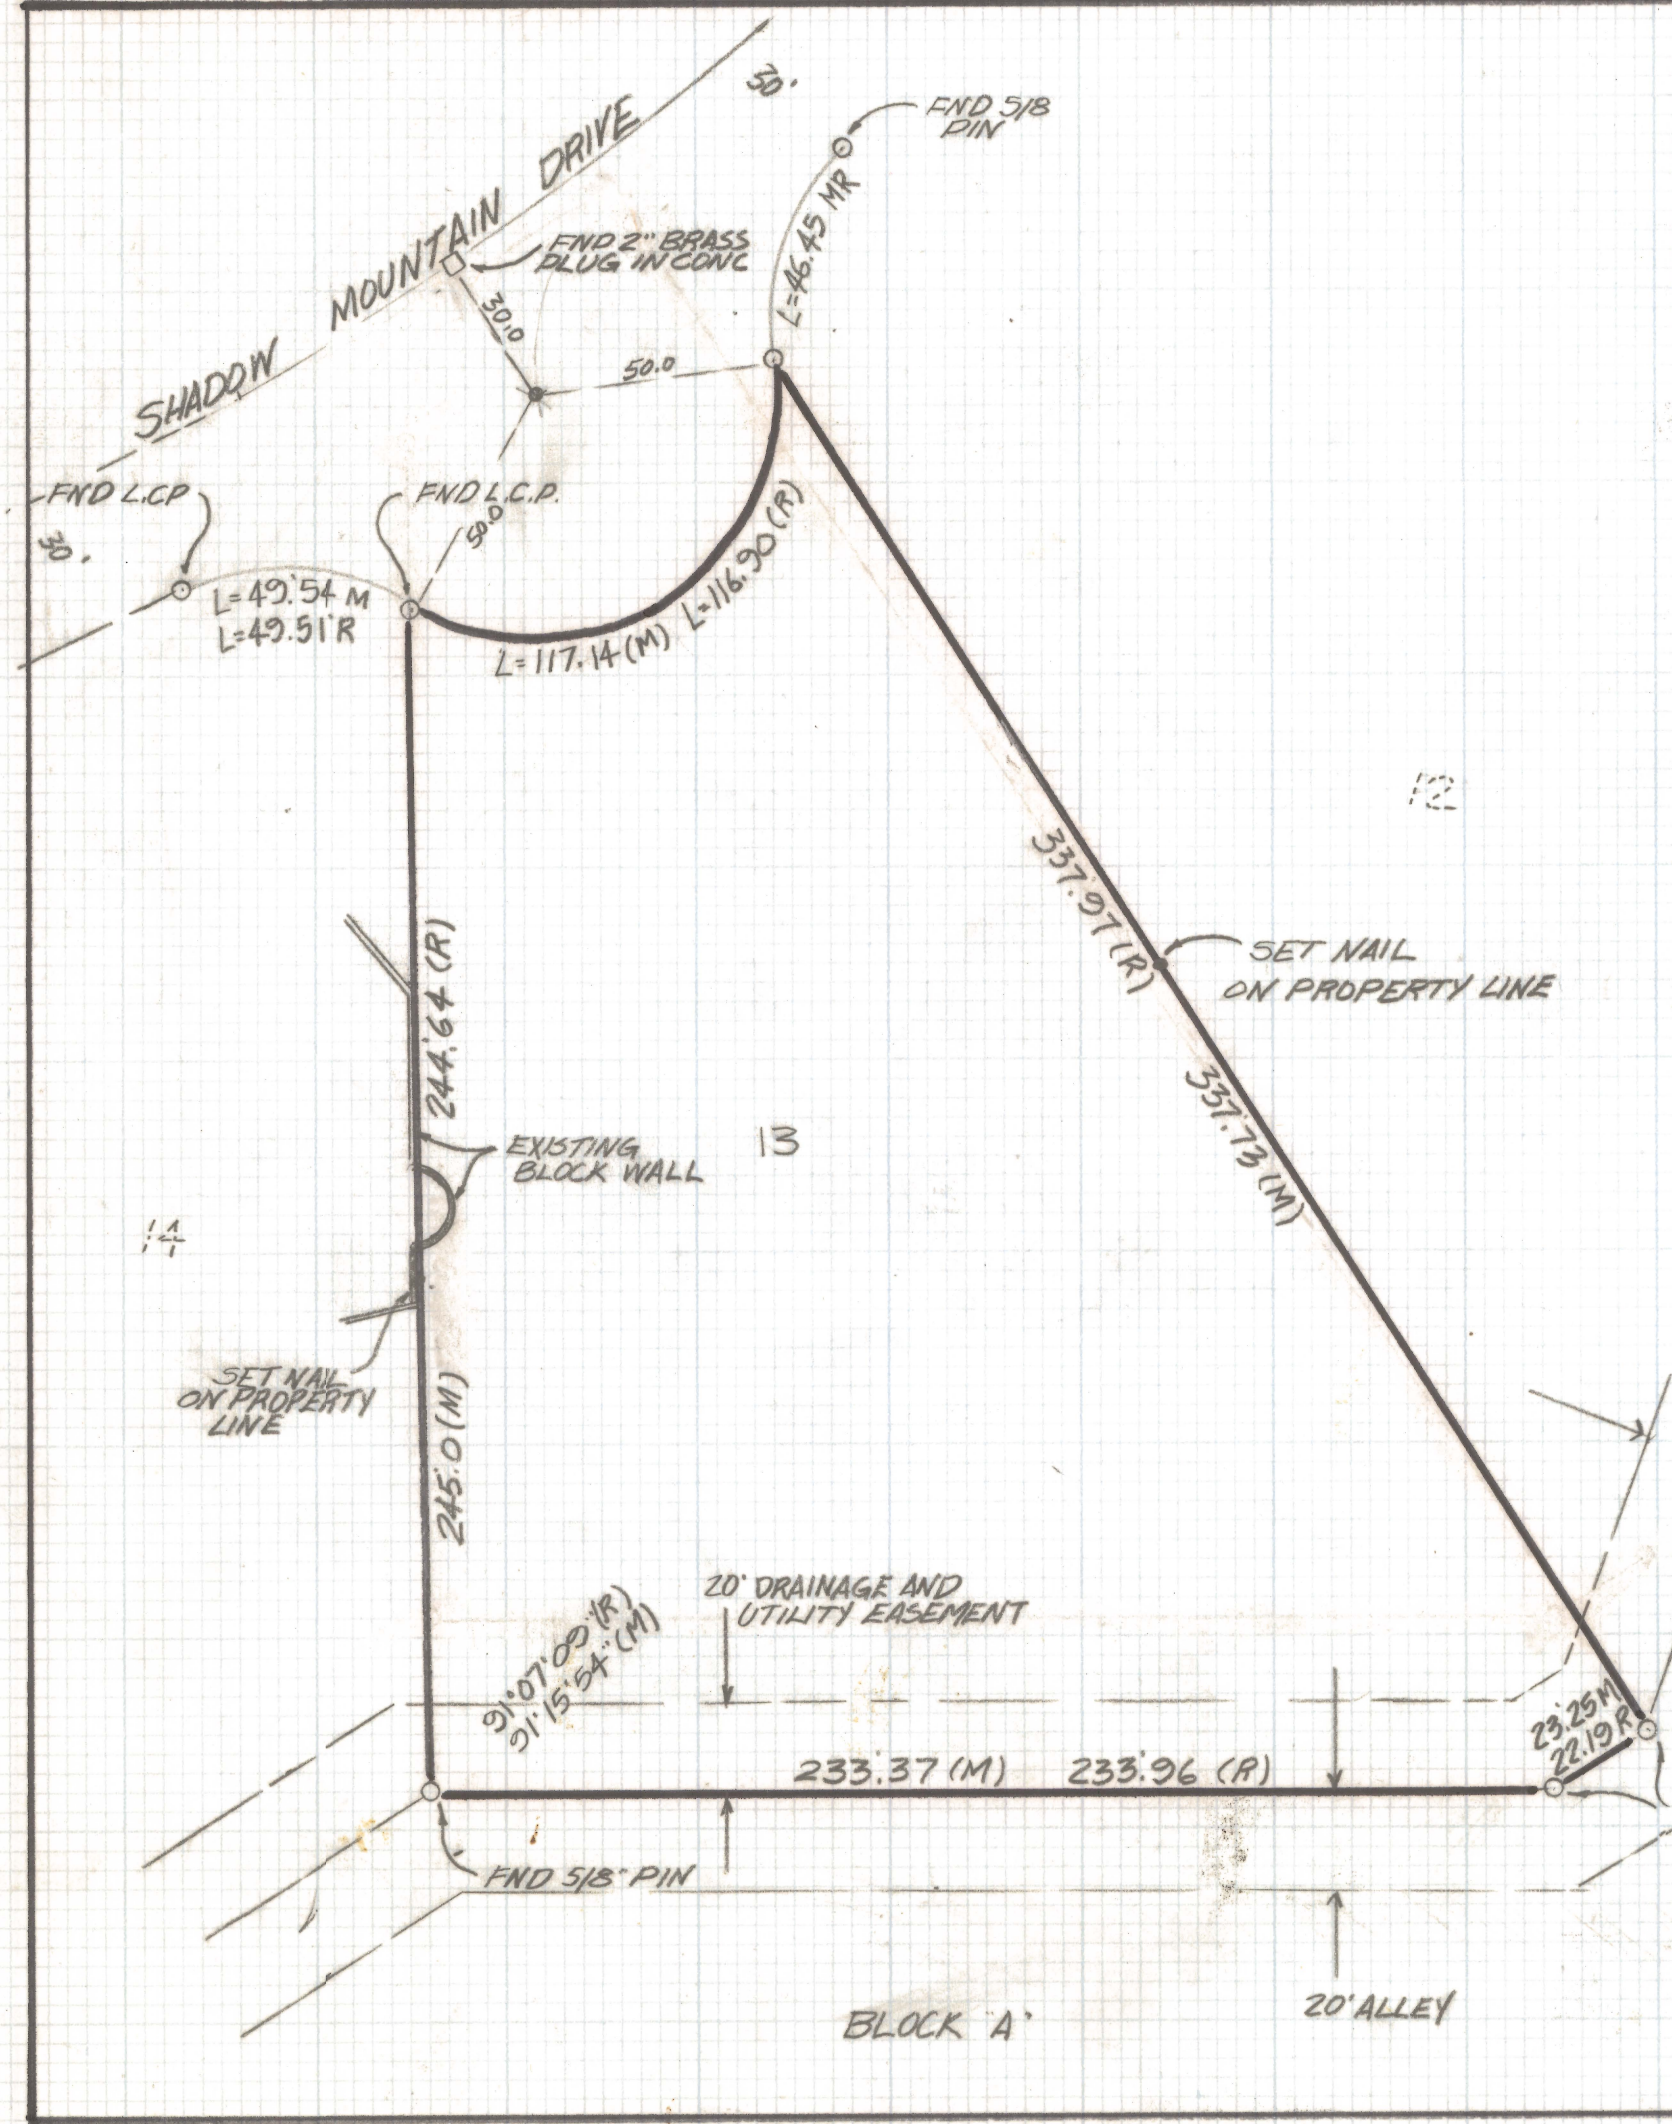 SHADOW MOUNTAIN DRIVE
30.
FND 5/8
PIN
L=46.45 MR
FND 2" BRASS
PLUG IN CONC
30.0
50.0
FND L.CP
FND L.C.P.
50.0
30.
L=49.54 M
L=49.51 R
L=117.14 (M) L=116.90 (R)
12
337.97 (R)
SET NAIL
ON PROPERTY LINE
337.73 (M)
244.64 (R)
EXISTING
BLOCK WALL
13
14
SET NAIL
ON PROPERTY
LINE
245.0 (M)
20' DRAINAGE AND
UTILITY EASEMENT
91°07'09" (R)
91°15'54" (M)
23.25 M
22.19 R
233.37 (M) 233.96 (R)
FND 5/8" PIN
20' ALLEY
BLOCK "A"